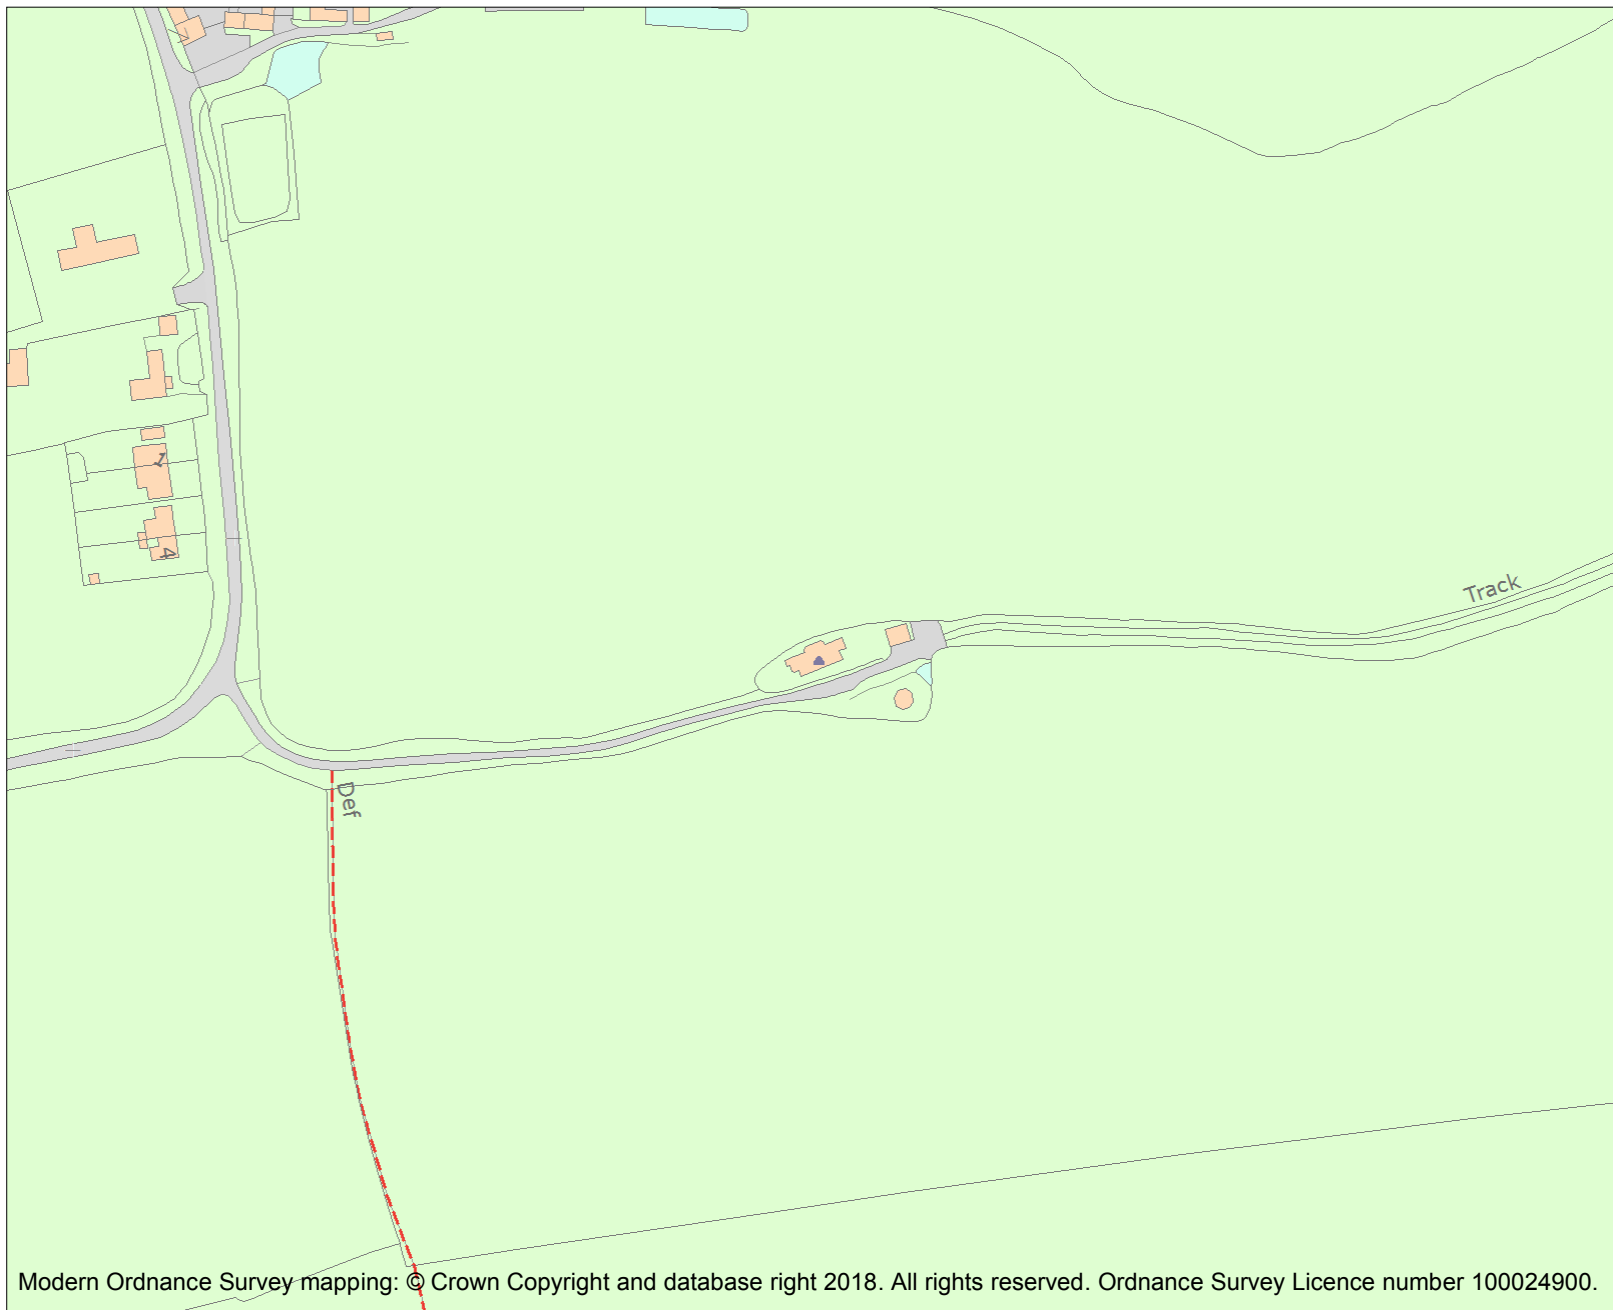 1
4
Track
Def
Modern Ordnance Survey mapping: © Crown Copyright and database right 2018. All rights reserved. Ordnance Survey Licence number 100024900.